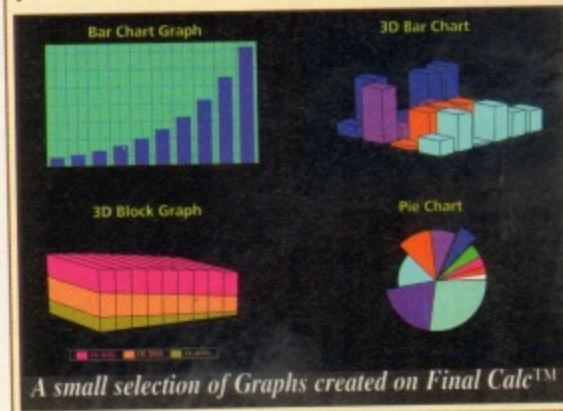 Bar Chart Graph
3D Bar Chart
3D Block Graph
Pie Chart
A small selection of Graphs created on Final Calc™